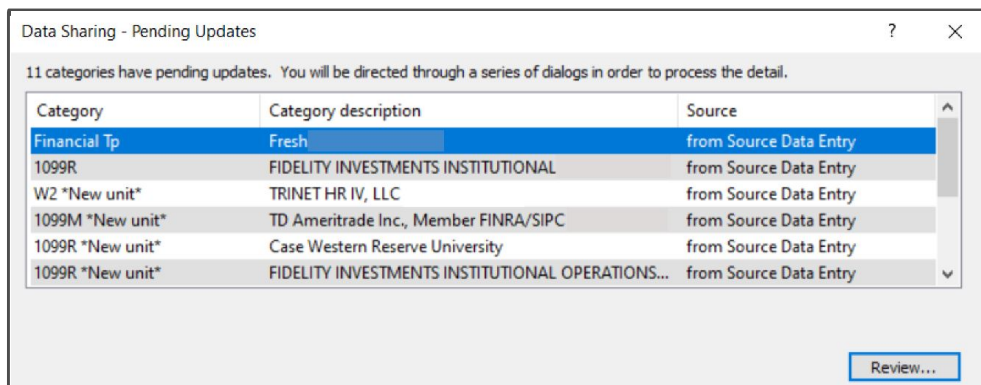 Data Sharing - Pending Updates ?
11 categories have pending updates. You will be directed through a series of dialogs in order to process the detail.
Category Category description Source
Financial Tp Fresh from Source Data Entry
1099R FIDELITY INVESTMENTS INSTITUTIONAL from Source Data Entry
W2 *New unit* TRINET HR IV, LLC from Source Data Entry
1099M *New unit* TD Ameritrade Inc., Member FINRA/SIPC from Source Data Entry
1099R *New unit* Case Western Reserve University from Source Data Entry
1099R *New unit* FIDELITY INVESTMENTS INSTITUTIONAL OPERATIONS... from Source Data Entry
Review...